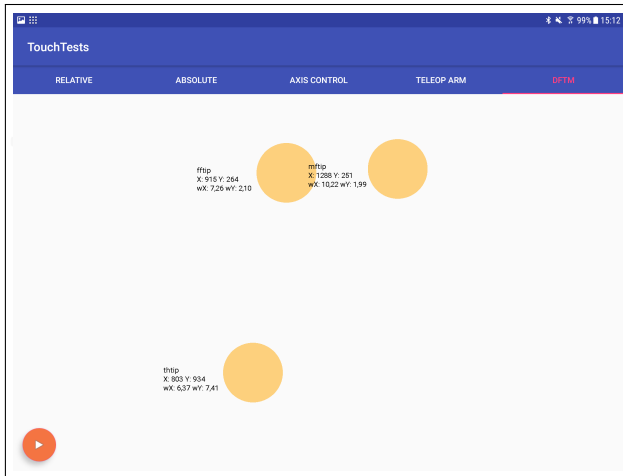 99% 15:12
TouchTests
RELATIVE
ABSOLUTE
AXIS CONTROL
TELEOP ARM
DFTM
fftip
X: 915 Y: 264
wX: 7,26 wY: 2,10
mftip
X: 1288 Y: 251
wX: 10,22 wY: 1,99
thtip
X: 803 Y: 934
wX: 6,37 wY: 7,41